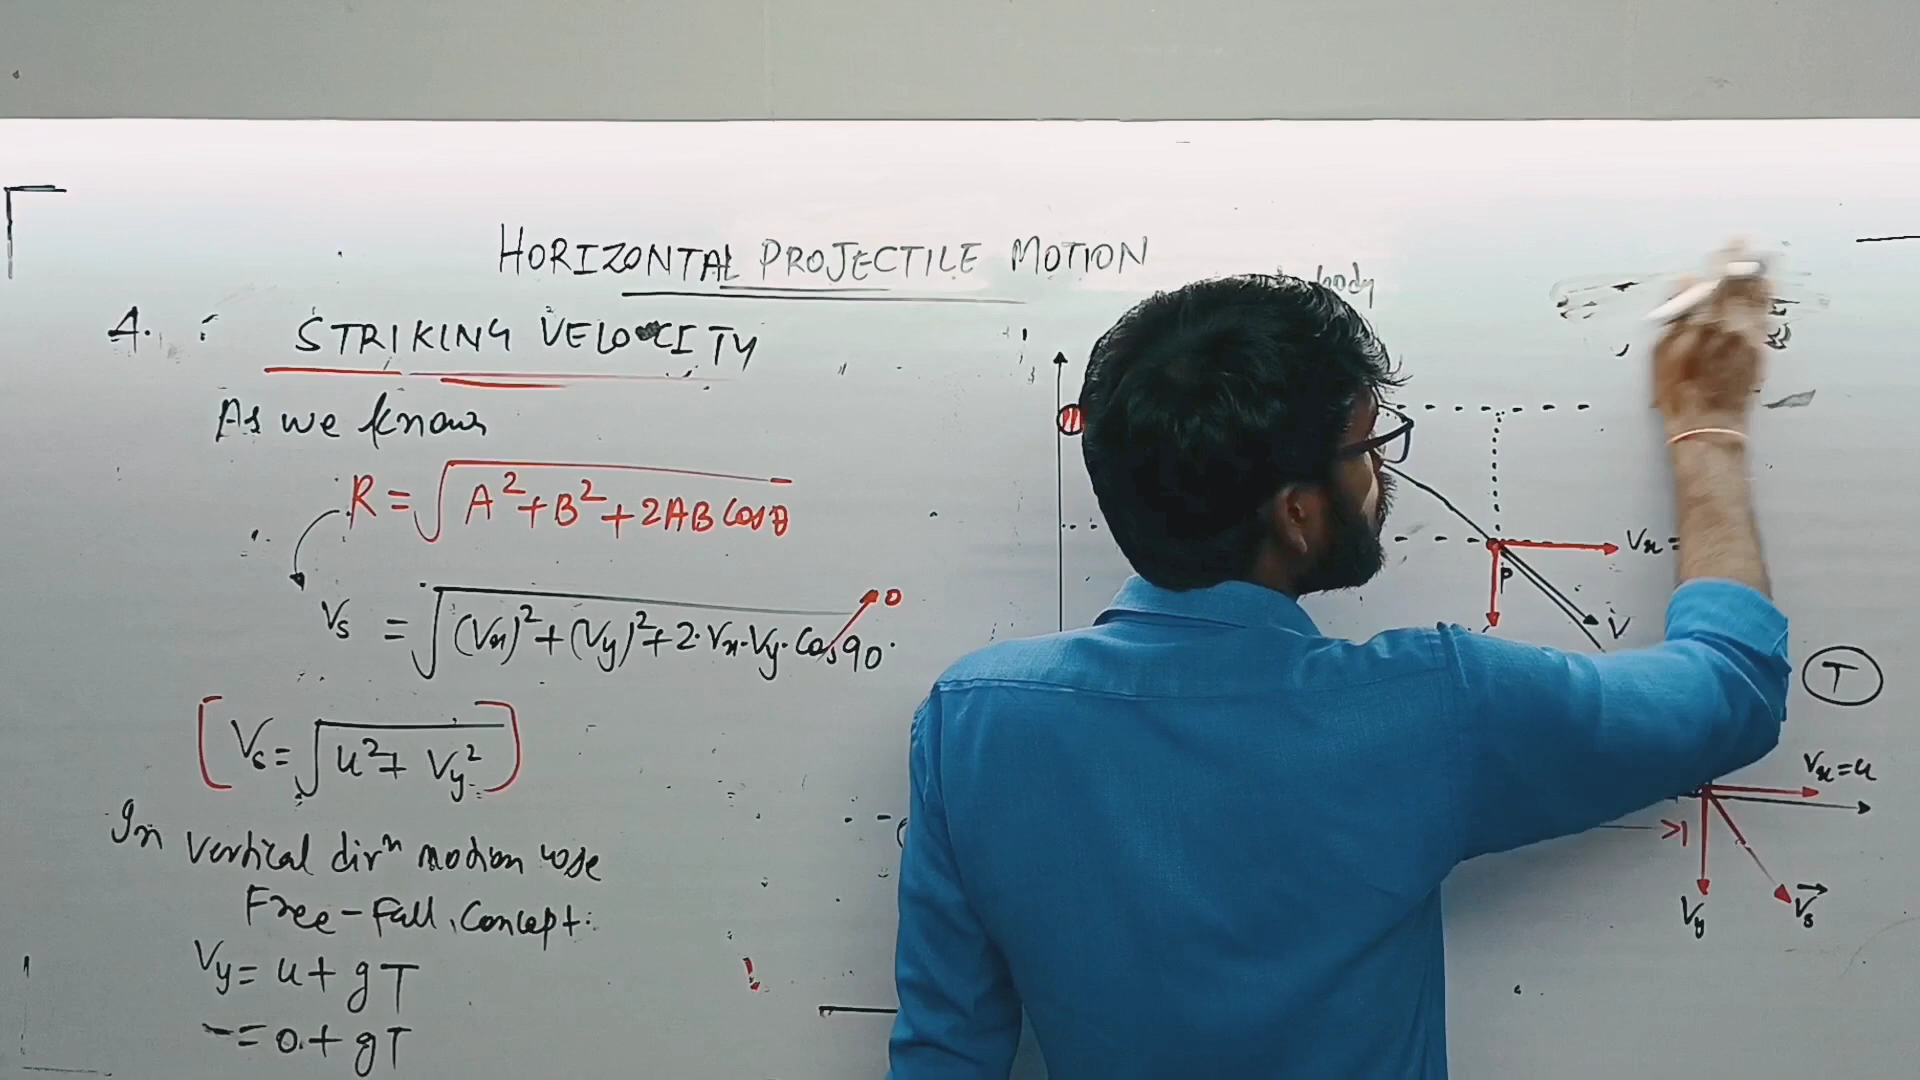 HORIZONTAL PROJECTILE MOTION
4. STRIKING VELOCITY
As we know
R = √A²+B²+2AB Cosθ
Vs = √(Vx)²+(Vy)²+2·Vx·Vy·Cos90 0
[Vs = √u²+Vy²]
In vertical dirⁿ motion use
Free-fall concept:
Vy = u + gT
= 0 + gT
body
Vx =
P
V
T
Vx = u
Vy
Vs